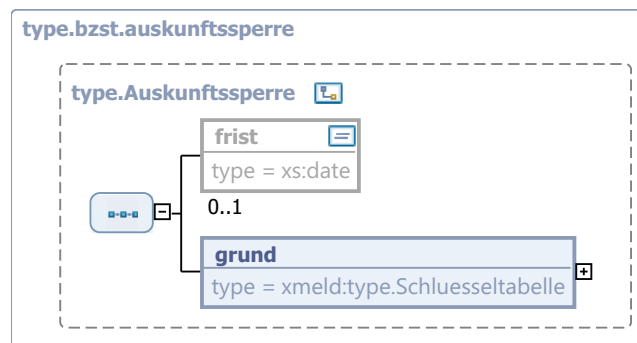 type.bzst.auskunftssperre
type.Auskunftssperre
frist
type = xs:date
0..1
grund
type = xmeld:type.Schluesseltabelle